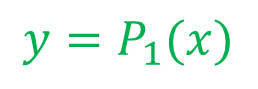 y = P₁(x)